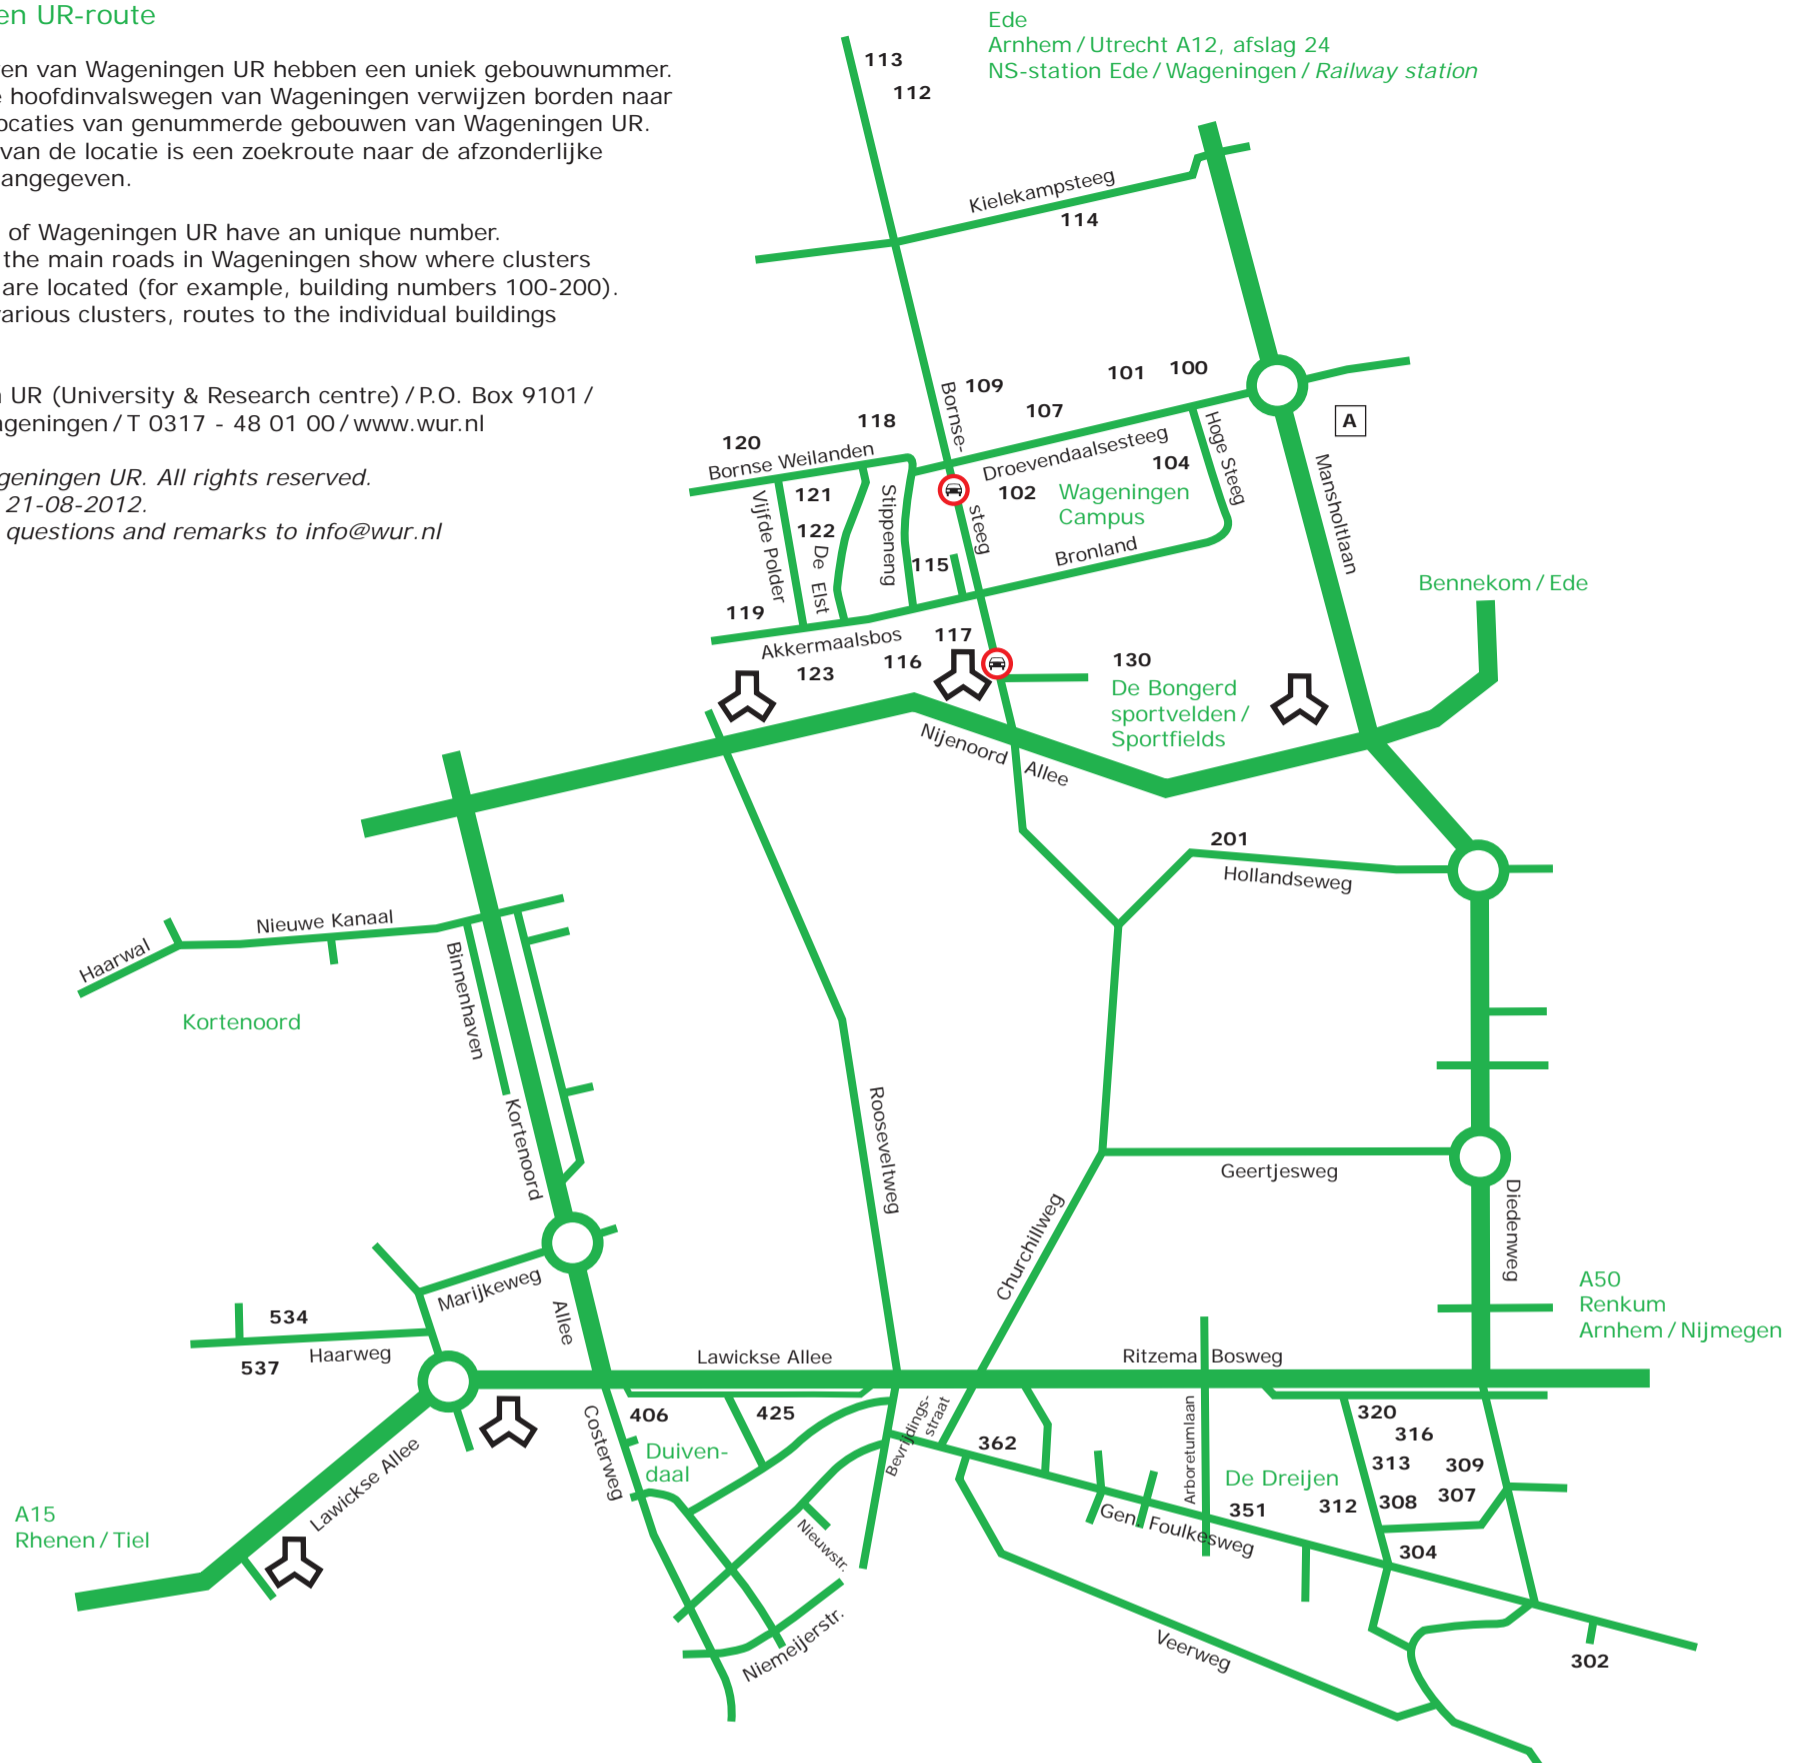 en UR-route
en van Wageningen UR hebben een uniek gebouwnummer.
e hoofdinvalswegen van Wageningen verwijzen borden naar
ocaties van genummerde gebouwen van Wageningen UR.
van de locatie is een zoekroute naar de afzonderlijke
angegeven.
of Wageningen UR have an unique number.
the main roads in Wageningen show where clusters
are located (for example, building numbers 100-200).
various clusters, routes to the individual buildings
n UR (University & Research centre) / P.O. Box 9101 /
ageningen / T 0317 - 48 01 00 / www.wur.nl
geningen UR. All rights reserved.
21-08-2012.
questions and remarks to info@wur.nl
Ede
Arnhem / Utrecht A12, afslag 24
NS-station Ede / Wageningen / Railway station
113
112
Kielekampsteeg
114
109
101
100
107
Bornse-
steeg
118
120
Bornse Weilanden
Droevendaalsesteeg
104
Hoge Steeg
A
Mansholtlaan
121
122
102
Wageningen
Campus
Vijfde Polder
De Elst
Stippeneng
115
Bronland
119
Akkermaalsbos
117
116
123
130
De Bongerd
sportvelden /
Sportfields
Bennekom / Ede
Nijenoord Allee
201
Hollandseweg
Haarwal
Nieuwe Kanaal
Binnenhaven
Kortenoord
Kortenoord
Allee
Rooseveltweg
Churchillweg
Geertjesweg
Diedenweg
A50
Renkum
Arnhem / Nijmegen
Marijkeweg
534
537
Haarweg
Lawickse Allee
Ritzema Bosweg
406
425
Costerweg
Duiven-
daal
Bevrijdings-
straat
362
Arboretumlaan
De Dreijen
320
316
313
309
308
307
312
351
304
Gen. Foulkesweg
Lawickse Allee
A15
Rhenen / Tiel
Nieuwstr.
Niemeijerstr.
Veerweg
302